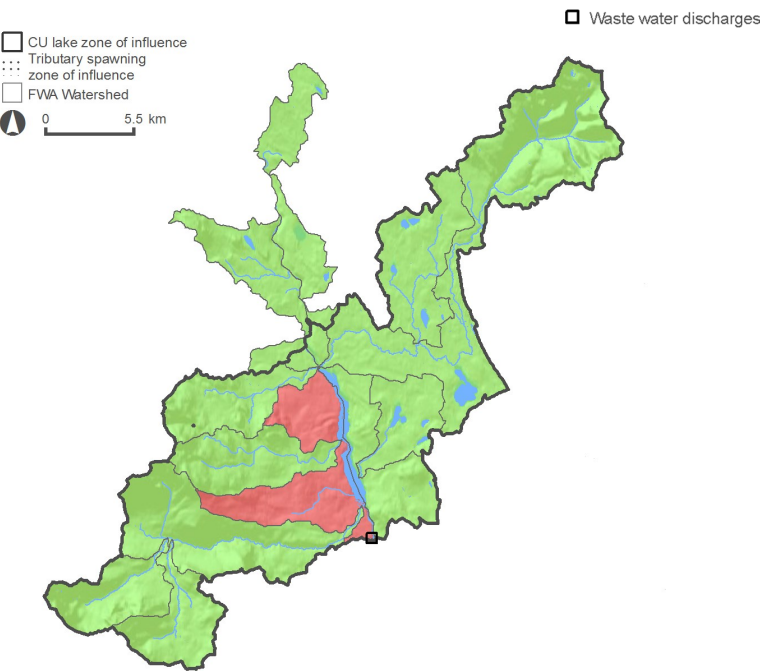 Waste water discharges
CU lake zone of influence
Tributary spawning
zone of influence
FWA Watershed
0 5.5 km